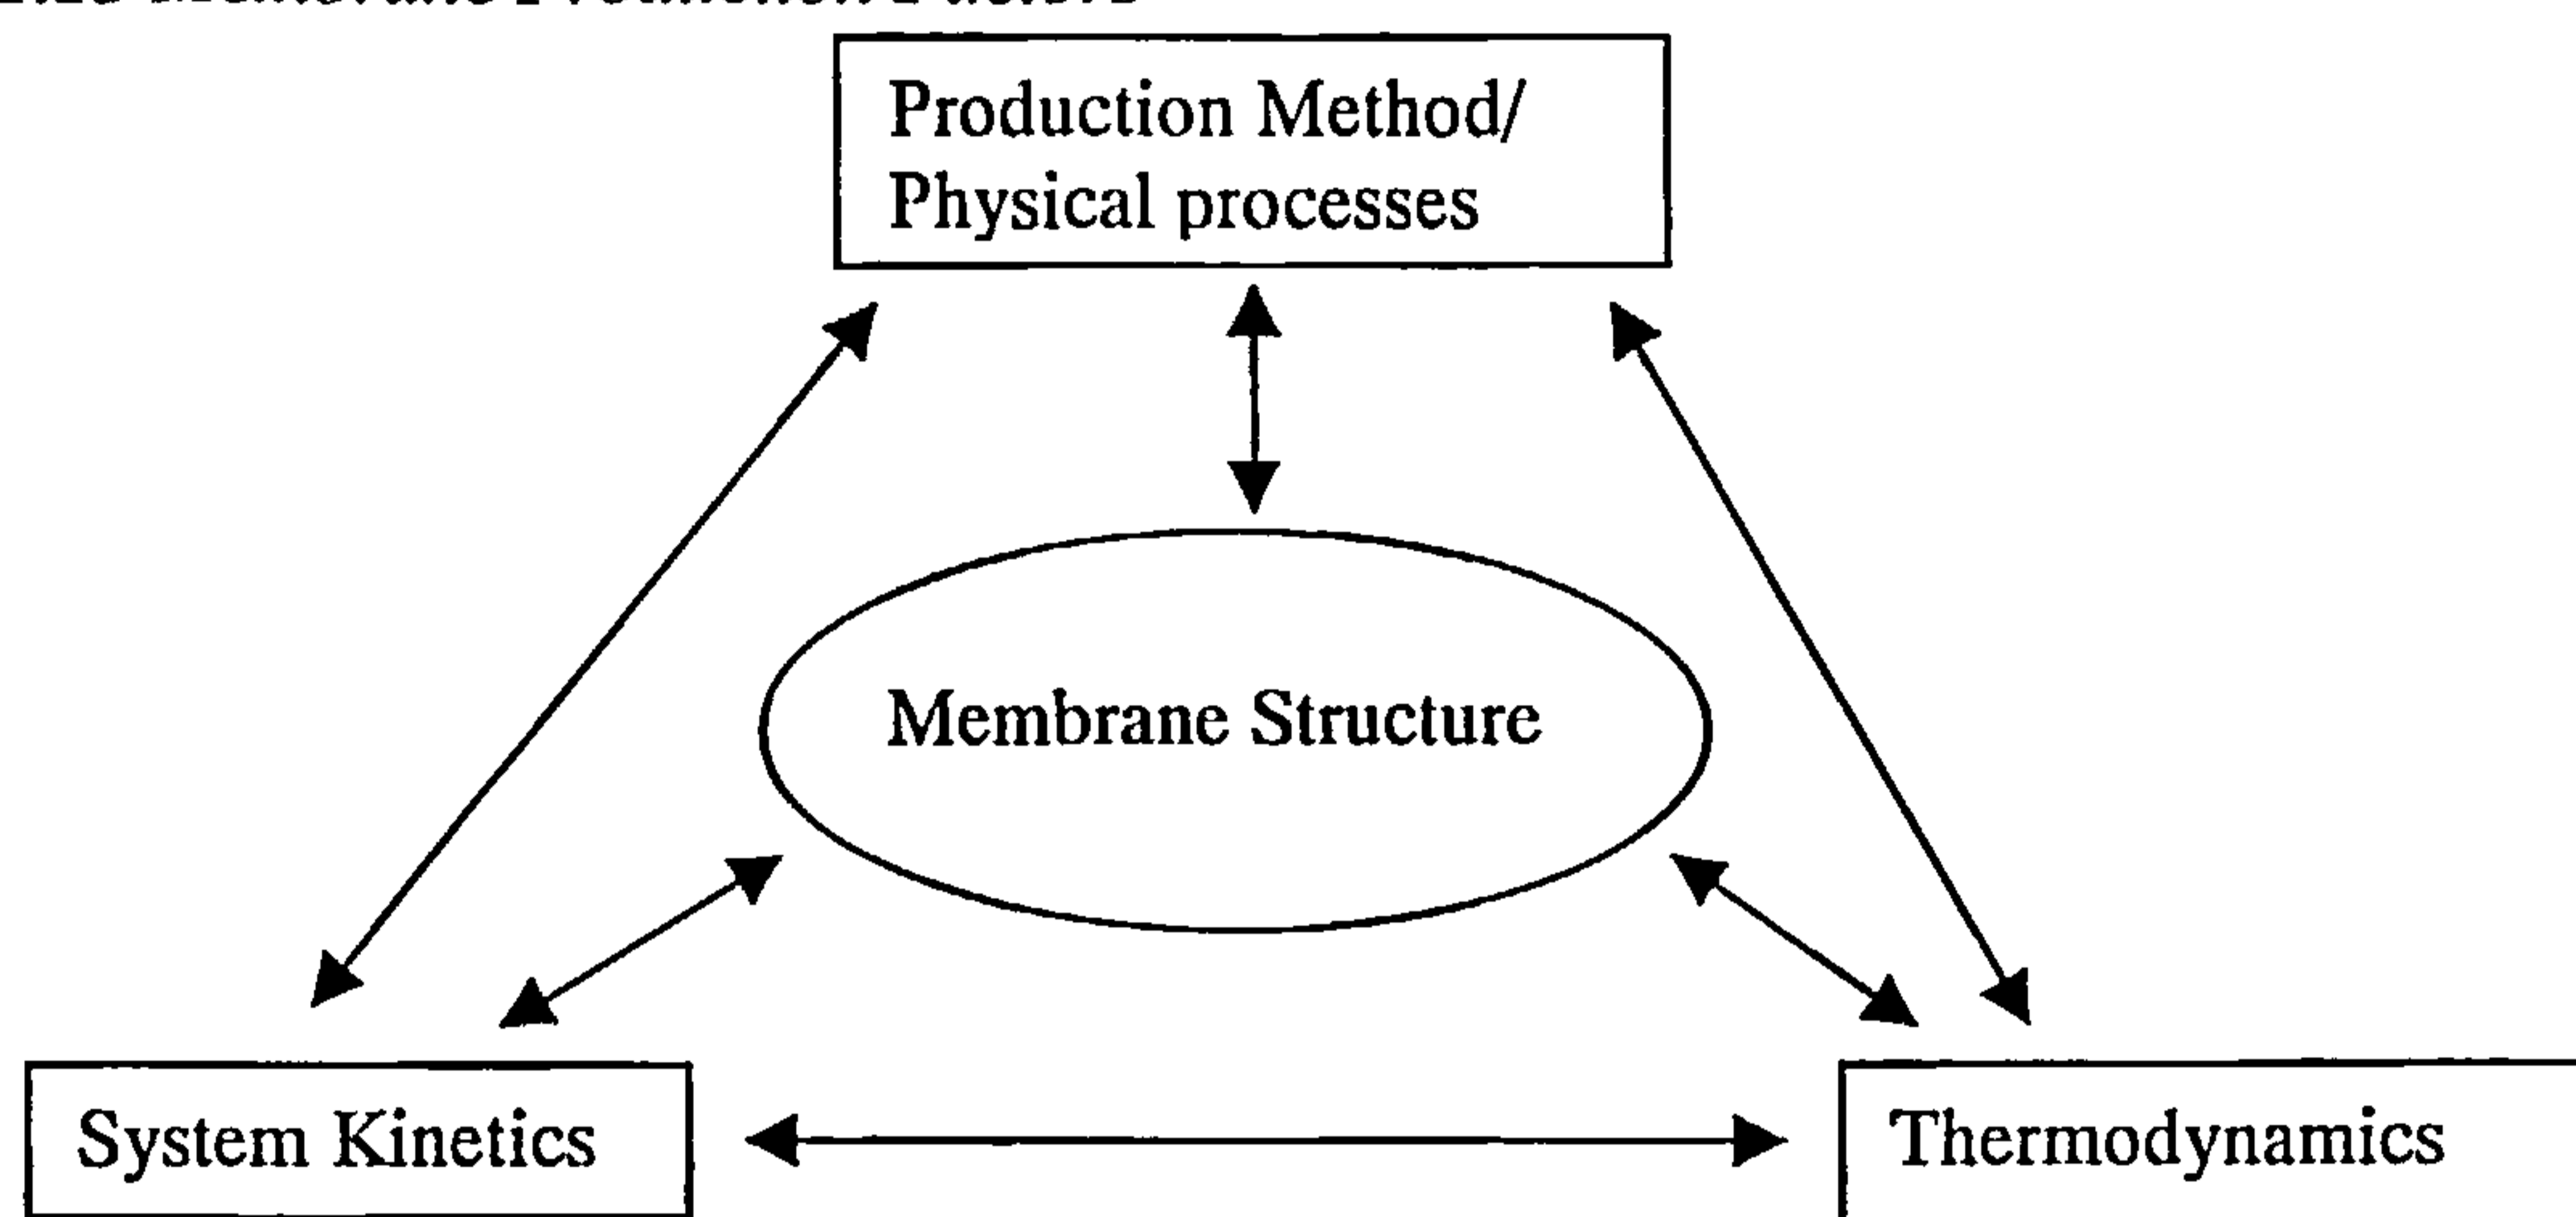 Production Method/
Physical processes
Membrane Structure
System Kinetics
Thermodynamics